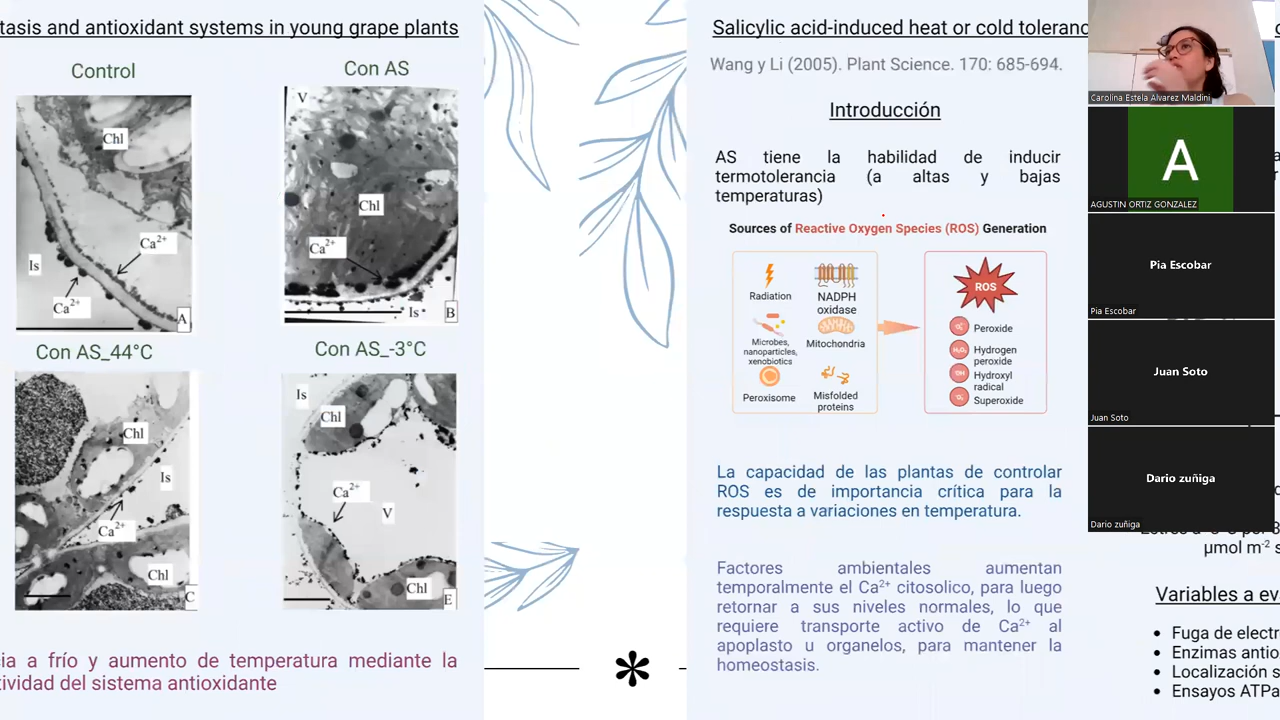 tasis and antioxidant systems in young grape plants
Control
Con AS
Chl
Ca²⁺
Is
Ca²⁺
A
V
Chl
Ca²⁺
Is
B
Con AS_44°C
Con AS_-3°C
Chl
Is
Ca²⁺
Chl
C
Is
Chl
Ca²⁺
V
Chl
E
ia a frío y aumento de temperatura mediante la
tividad del sistema antioxidante
Salicylic acid-induced heat or cold toleranc
Wang y Li (2005). Plant Science. 170: 685-694.
Introducción
AS tiene la habilidad de inducir
termotolerancia (a altas y bajas
temperaturas)
Sources of Reactive Oxygen Species (ROS) Generation
Radiation
NADPH
oxidase
Microbes,
nanoparticles,
xenobiotics
Mitochondria
Peroxisome
Misfolded
proteins
ROS
Peroxide
H₂O₂
Hydrogen
peroxide
OH
Hydroxyl
radical
Superoxide
La capacidad de las plantas de controlar
ROS es de importancia crítica para la
respuesta a variaciones en temperatura.
Factores ambientales aumentan
temporalmente el Ca²⁺ citosolico, para luego
retornar a sus niveles normales, lo que
requiere transporte activo de Ca²⁺ al
apoplasto u organelos, para mantener la
homeostasis.
Carolina Estela Alvarez Maldini
A
AGUSTIN ORTIZ GONZALEZ
Pia Escobar
Pia Escobar
Juan Soto
Juan Soto
Dario zuñiga
Dario zuñiga
µmol m⁻² s
Variables a ev
• Fuga de electr
• Enzimas antio
• Localización s
• Ensayos ATPa